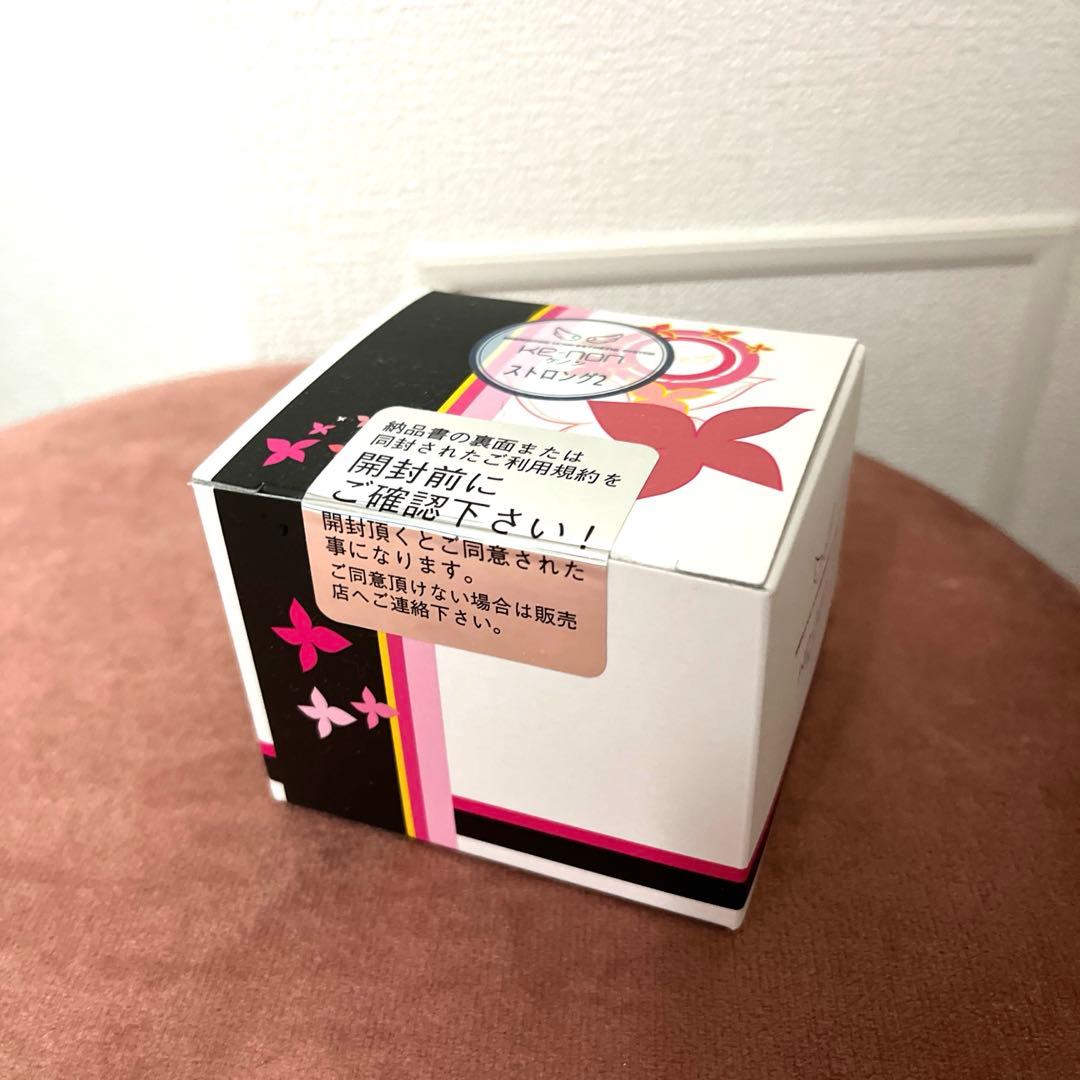 Ke-non
ケノン
ストロング2
納品書の裏面または
同封されたご利用規約を
開封前に
ご確認下さい！
開封頂くとご同意された
事になります。
ご同意頂けない場合は販売
店へご連絡下さい。